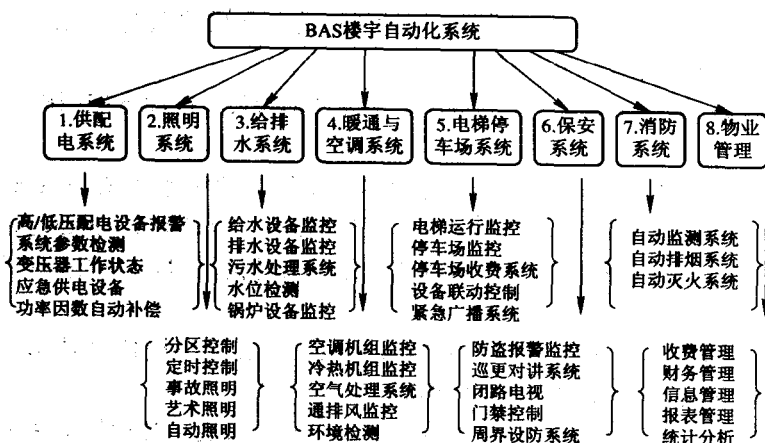 BAS楼宇自动化系统
1.供配
电系统
2.照明
系统
3.给排
水系统
4.暖通与
空调系统
5.电梯停
车场系统
6.保安
系统
7.消防
系统
8.物业
管理
高/低压配电设备报警
系统参数检测
变压器工作状态
应急供电设备
功率因数自动补偿
给水设备监控
排水设备监控
污水处理系统
水位检测
锅炉设备监控
电梯运行监控
停车场监控
停车场收费系统
设备联动控制
紧急广播系统
自动监测系统
自动排烟系统
自动灭火系统
分区控制
定时控制
事故照明
艺术照明
自动照明
空调机组监控
冷热机组监控
空气处理系统
通排风监控
环境检测
防盗报警监控
巡更对讲系统
闭路电视
门禁控制
周界设防系统
收费管理
财务管理
信息管理
报表管理
统计分析